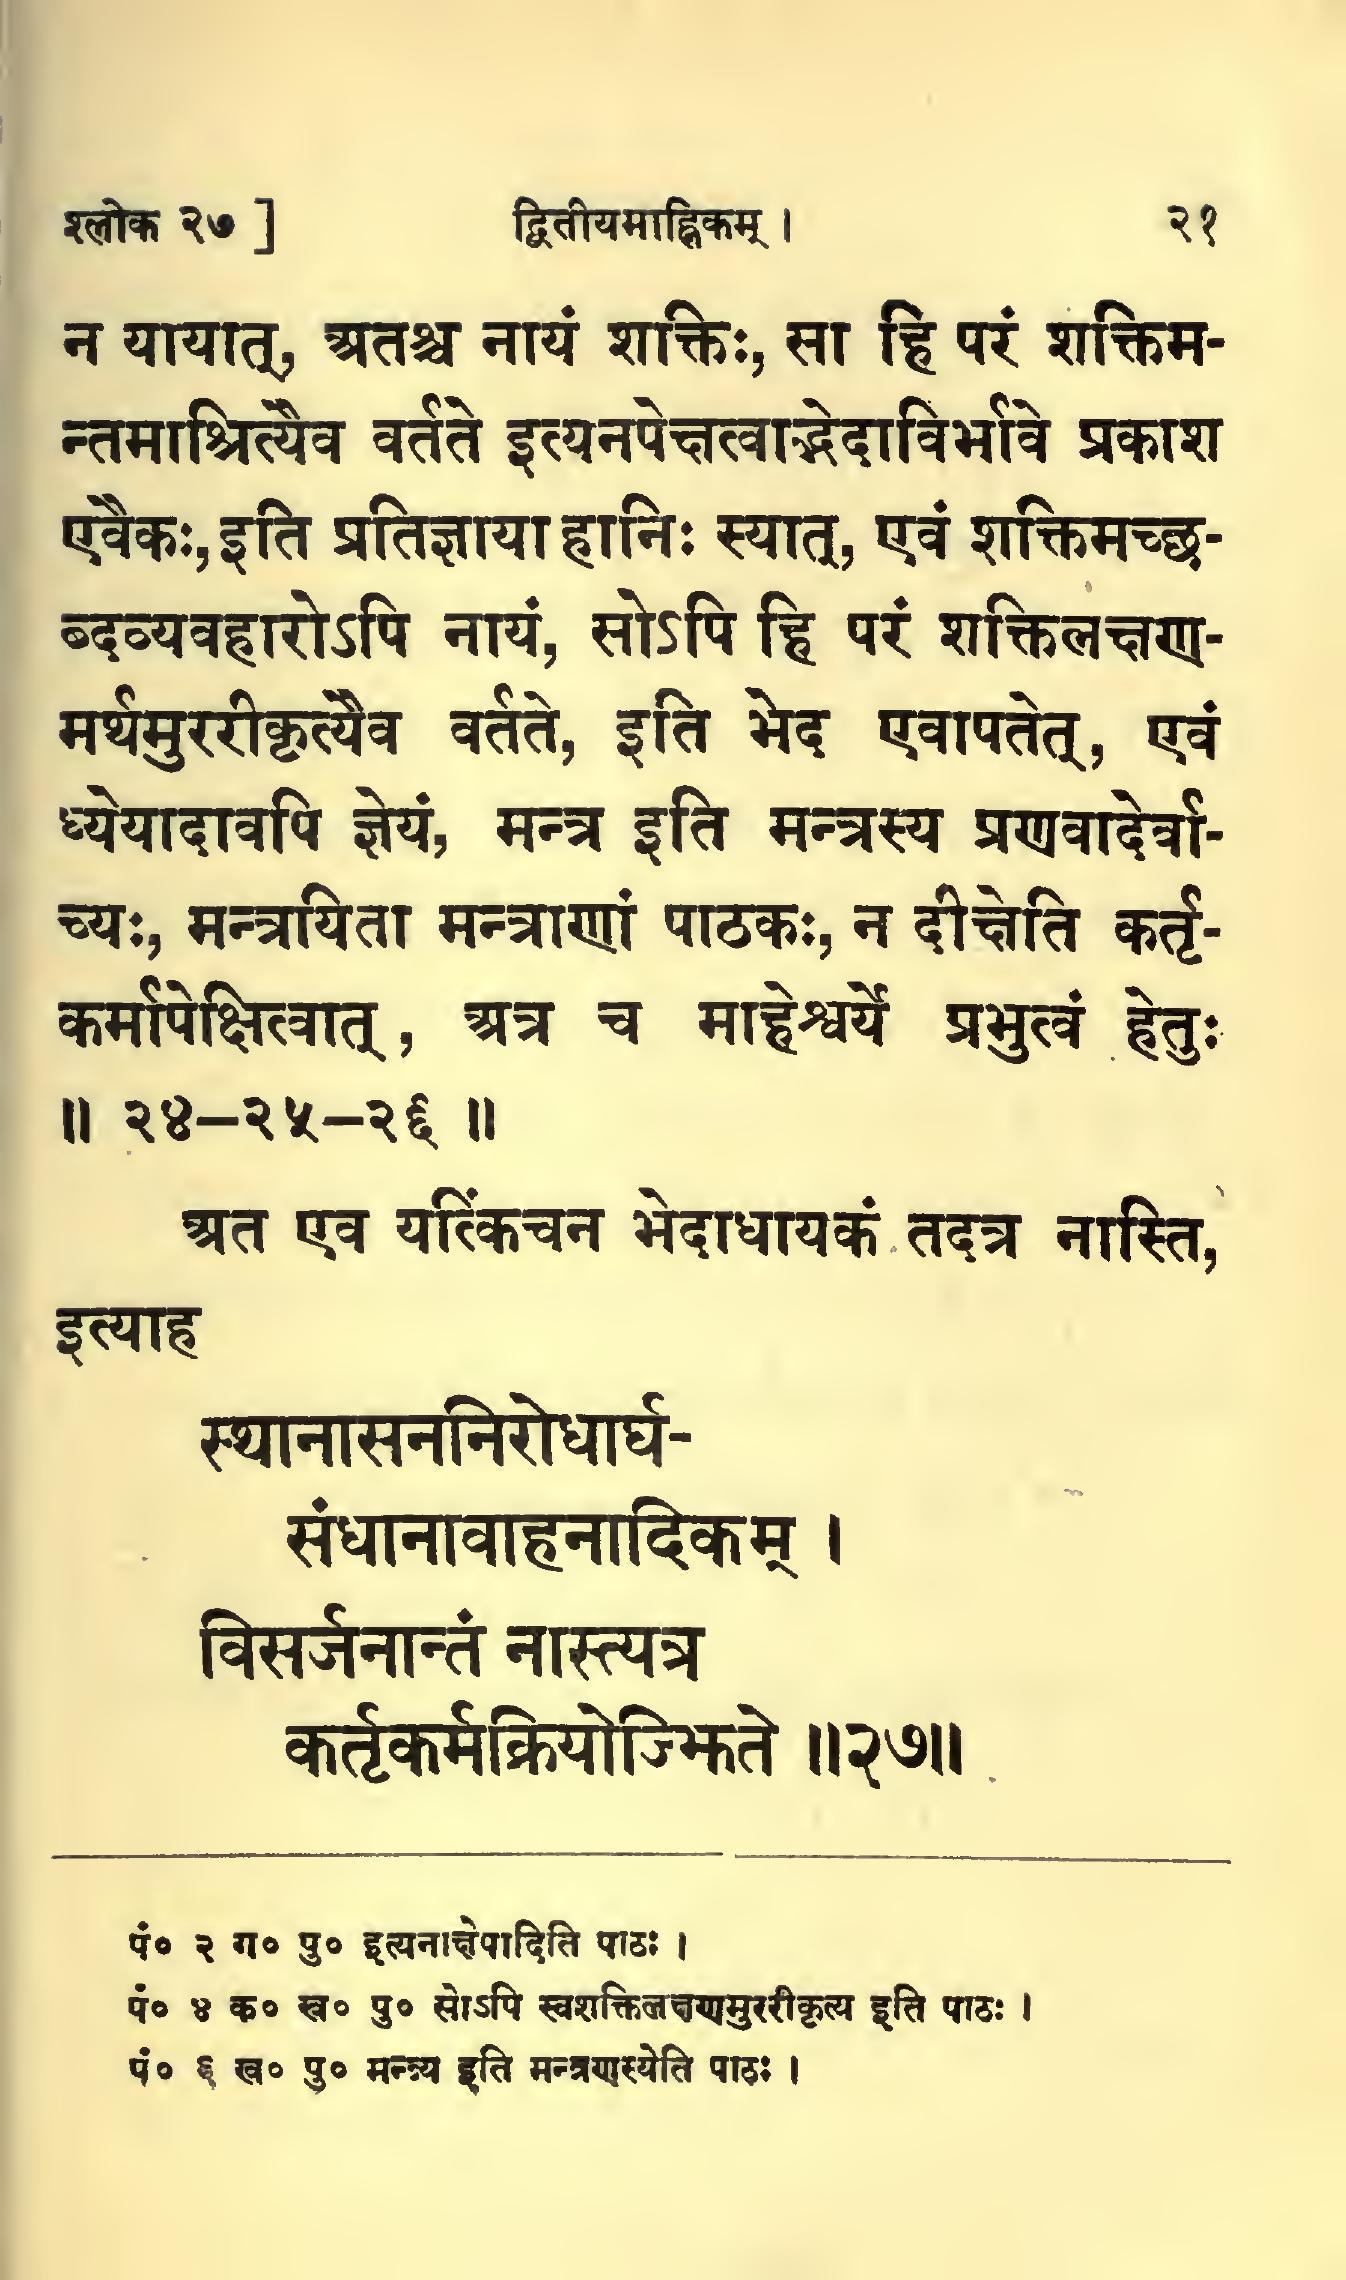 श्लोक २७ ] द्वितीयमाह्निकम् । २१
न यायात्, अतश्च नायं शक्तिः, सा हि परं शक्तिम-
न्तमाश्रित्यैव वर्तते इत्यनपेक्षत्वाद्भेदाविर्भावे प्रकाश
एवैकः, इति प्रतिज्ञाया हानिः स्यात्, एवं शक्तिमच्छ-
ब्दव्यवहारोऽपि नायं, सोऽपि हि परं शक्तिलक्षण-
मर्थमुररीकृत्यैव वर्तते, इति भेद एवापतेत्, एवं
ध्येयादावपि ज्ञेयं, मन्त्र इति मन्त्रस्य प्रणवादेर्वा-
च्यः, मन्त्रयिता मन्त्राणां पाठकः, न दीक्षेति कर्तृ-
कर्मापेक्षित्वात्, अत्र च माहेश्वर्ये प्रभुत्वं हेतुः
॥ २४–२५–२६ ॥
अत एव यत्किंचन भेदाधायकं तदत्र नास्ति,
इत्याह
स्थानासननिरोधार्घ-
संधानावाहनादिकम् ।
विसर्जनान्तं नास्त्यत्र
कर्तृकर्मक्रियोज्झिते ॥२७॥
पं० २ ग० पु० इत्यनाक्षेपादिति पाठः ।
पं० ४ क० ख० पु० सोऽपि स्वशक्तिलक्षणमुररीकृत्य इति पाठः ।
पं० ६ ख० पु० मन्त्र्य इति मन्त्रणस्येति पाठः ।